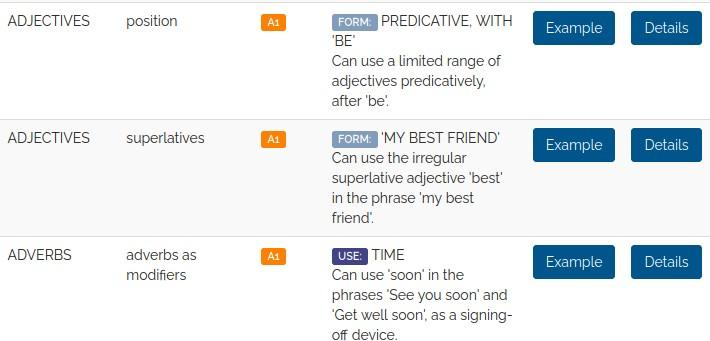 ADJECTIVES position A1 FORM: PREDICATIVE, WITH Example Details
'BE'
Can use a limited range of
adjectives predicatively,
after 'be'.
ADJECTIVES superlatives A1 FORM: 'MY BEST FRIEND' Example Details
Can use the irregular
superlative adjective 'best'
in the phrase 'my best
friend'.
ADVERBS adverbs as A1 USE: TIME Example Details
modifiers Can use 'soon' in the
phrases 'See you soon' and
'Get well soon', as a signing-
off device.